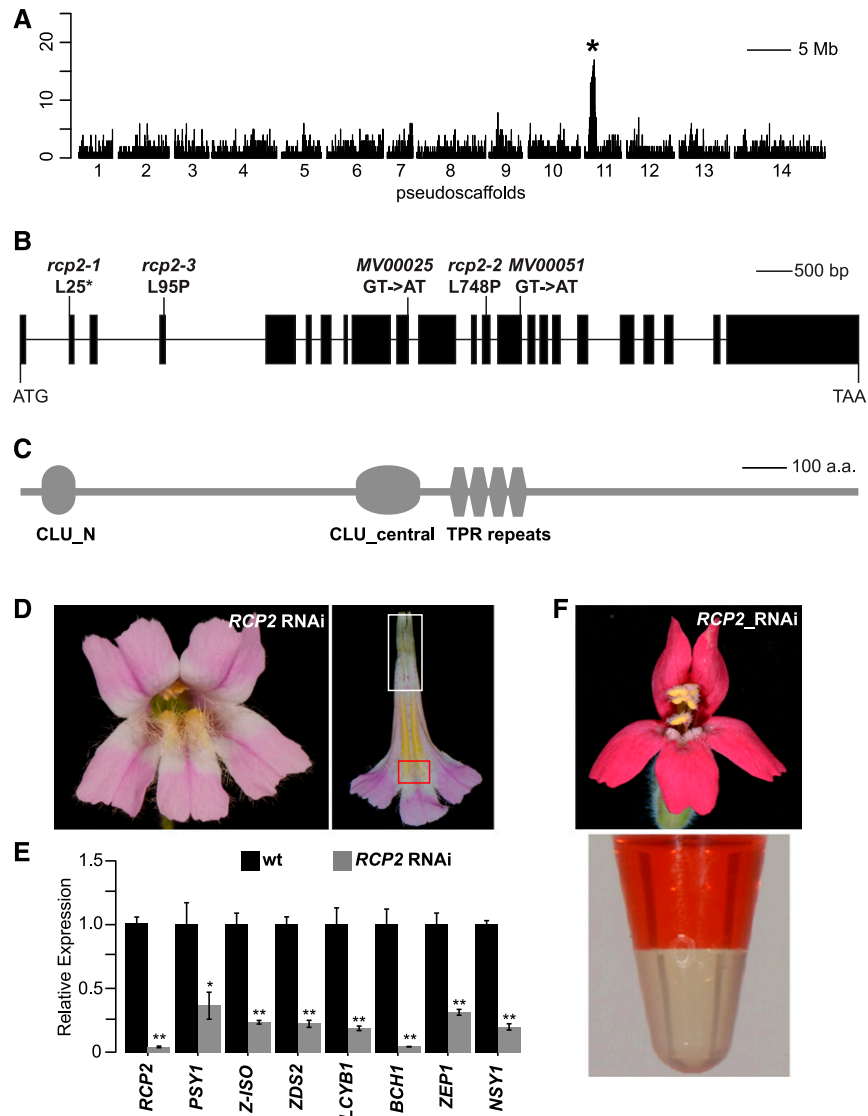 A
25
20
10
0
*
5 Mb
1 2 3 4 5 6 7 8 9 10 11 12 13 14
pseudoscaffolds
B
rcp2-1 rcp2-3 MV00025 rcp2-2 MV00051
L25* L95P GT->AT L748P GT->AT
500 bp
ATG TAA
C
100 a.a.
CLU_N CLU_central TPR repeats
D
RCP2 RNAi
F
RCP2_RNAi
E
wt RCP2 RNAi
Relative Expression
1.5
1.0
0.5
0
** * ** ** ** ** ** **
RCP2 PSY1 Z-ISO ZDS2 LCYB1 BCH1 ZEP1 NSY1